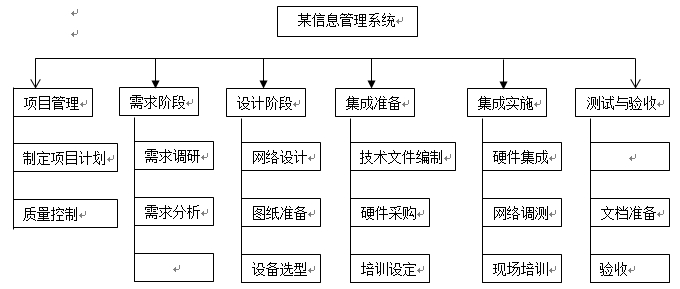 某信息管理系统
项目管理
需求阶段
设计阶段
集成准备
集成实施
测试与验收
制定项目计划
需求调研
网络设计
技术文件编制
硬件集成
质量控制
需求分析
图纸准备
硬件采购
网络调测
文档准备
设备选型
培训设定
现场培训
验收